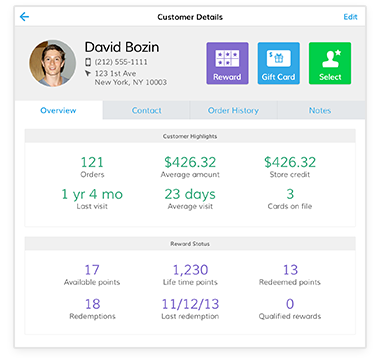 Customer Details
Edit
David Bozin
(212) 555-1111
123 1st Ave
New York, NY 10003
Reward
Gift Card
Select
Overview
Contact
Order History
Notes
Customer Highlights
121
$426.32
$426.32
Orders
Average amount
Store credit
1 yr 4 mo
23 days
3
Last visit
Average visit
Cards on file
Reward Status
17
1,230
13
Available points
Life time points
Redeemed points
18
11/12/13
0
Redemptions
Last redemption
Qualified rewards